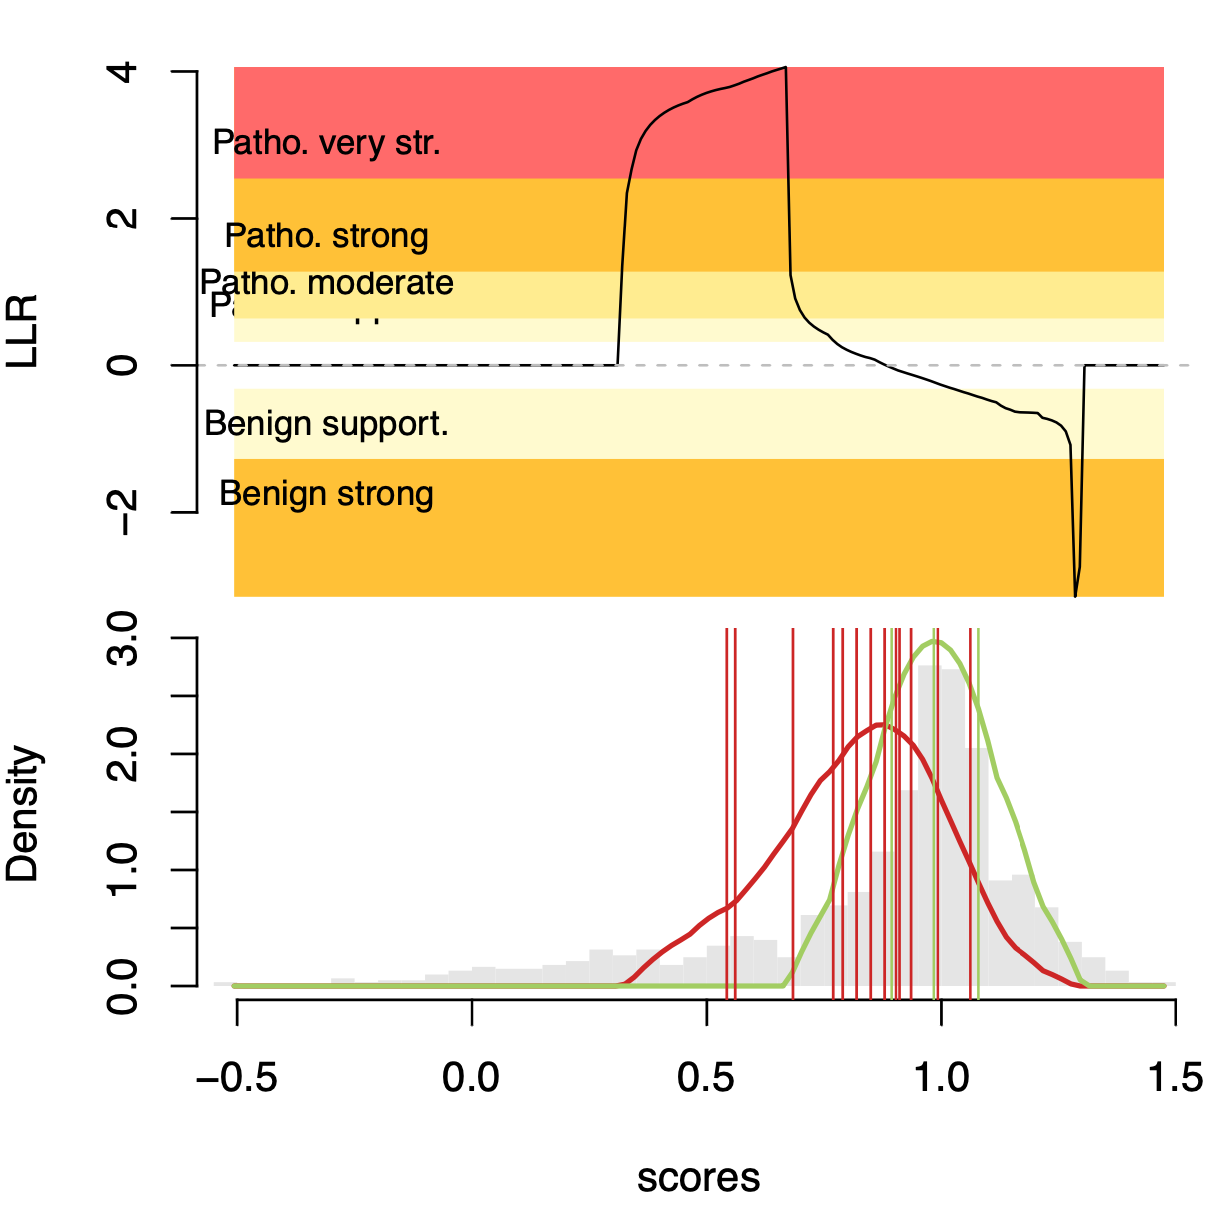 4
Patho. very str.
2
Patho. strong
Patho. moderate
LLR
0
Benign support.
Benign strong
−2
3.0
2.0
Density
1.0
0.0
−0.5 0.0 0.5 1.0 1.5
scores